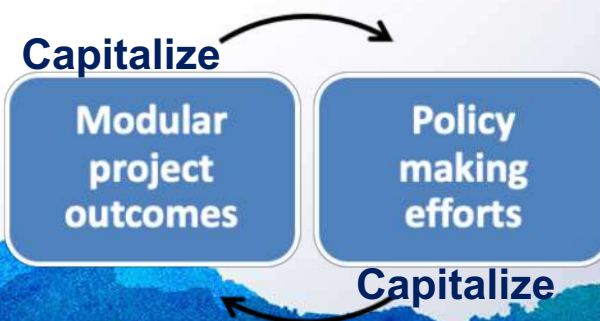 Capitalize
Modular
project
outcomes
Policy
making
efforts
Capitalize